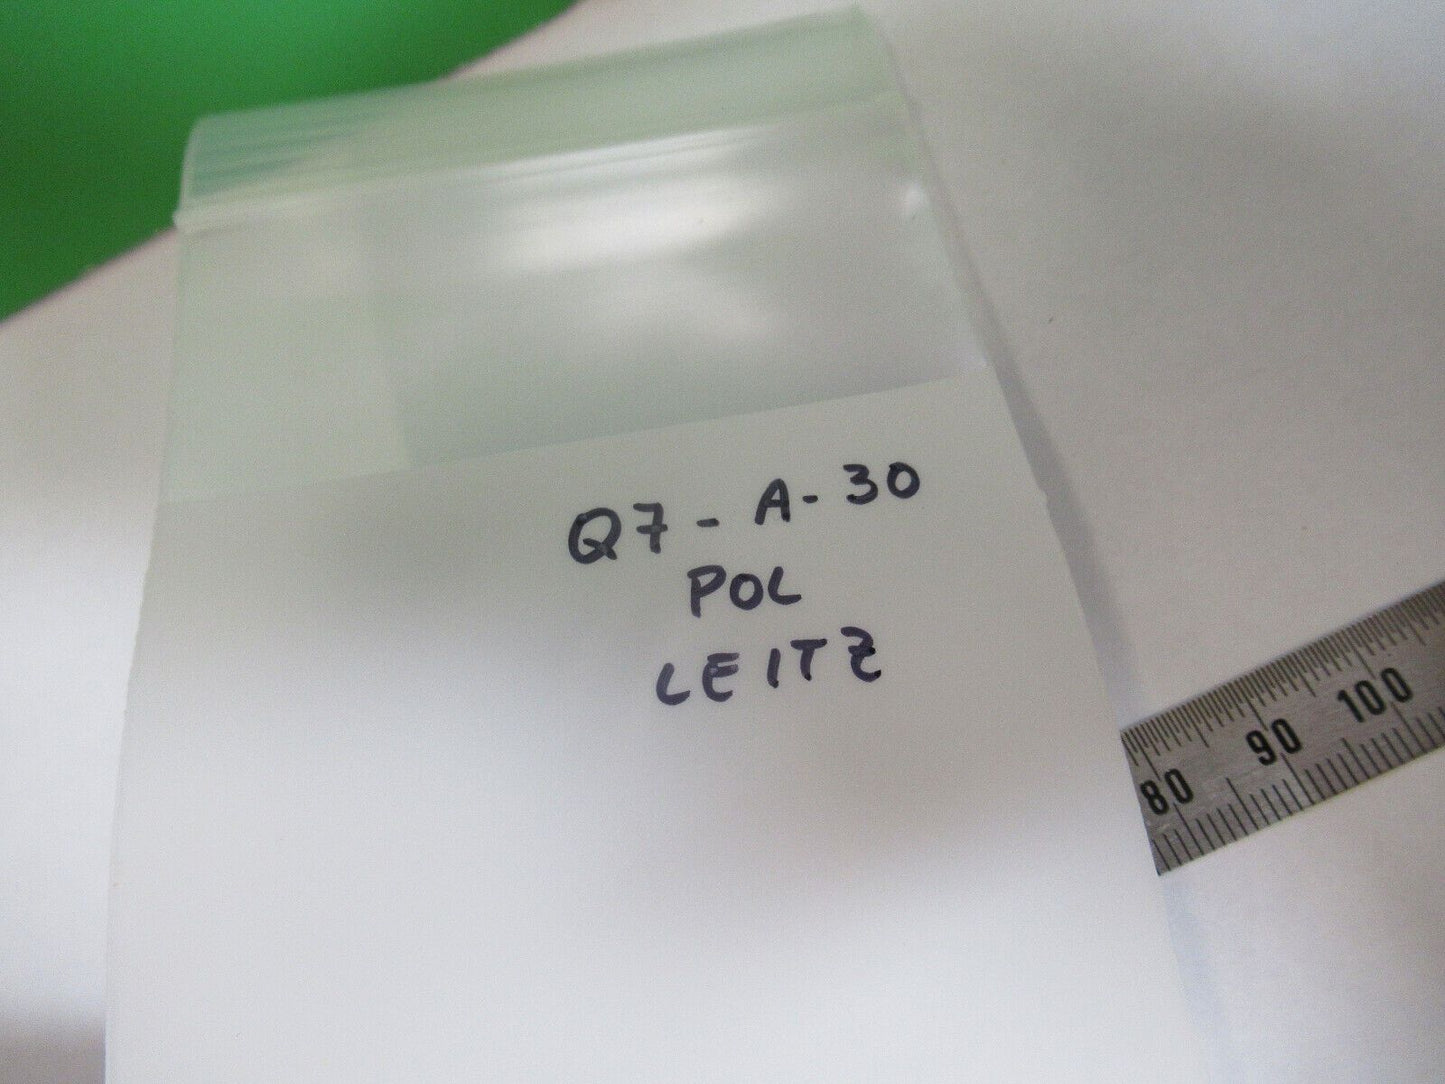 Q7 - A - 30
POL
LEITZ
80 90 100